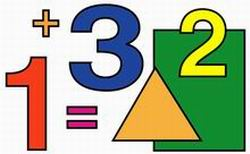 + 3 2
1 =